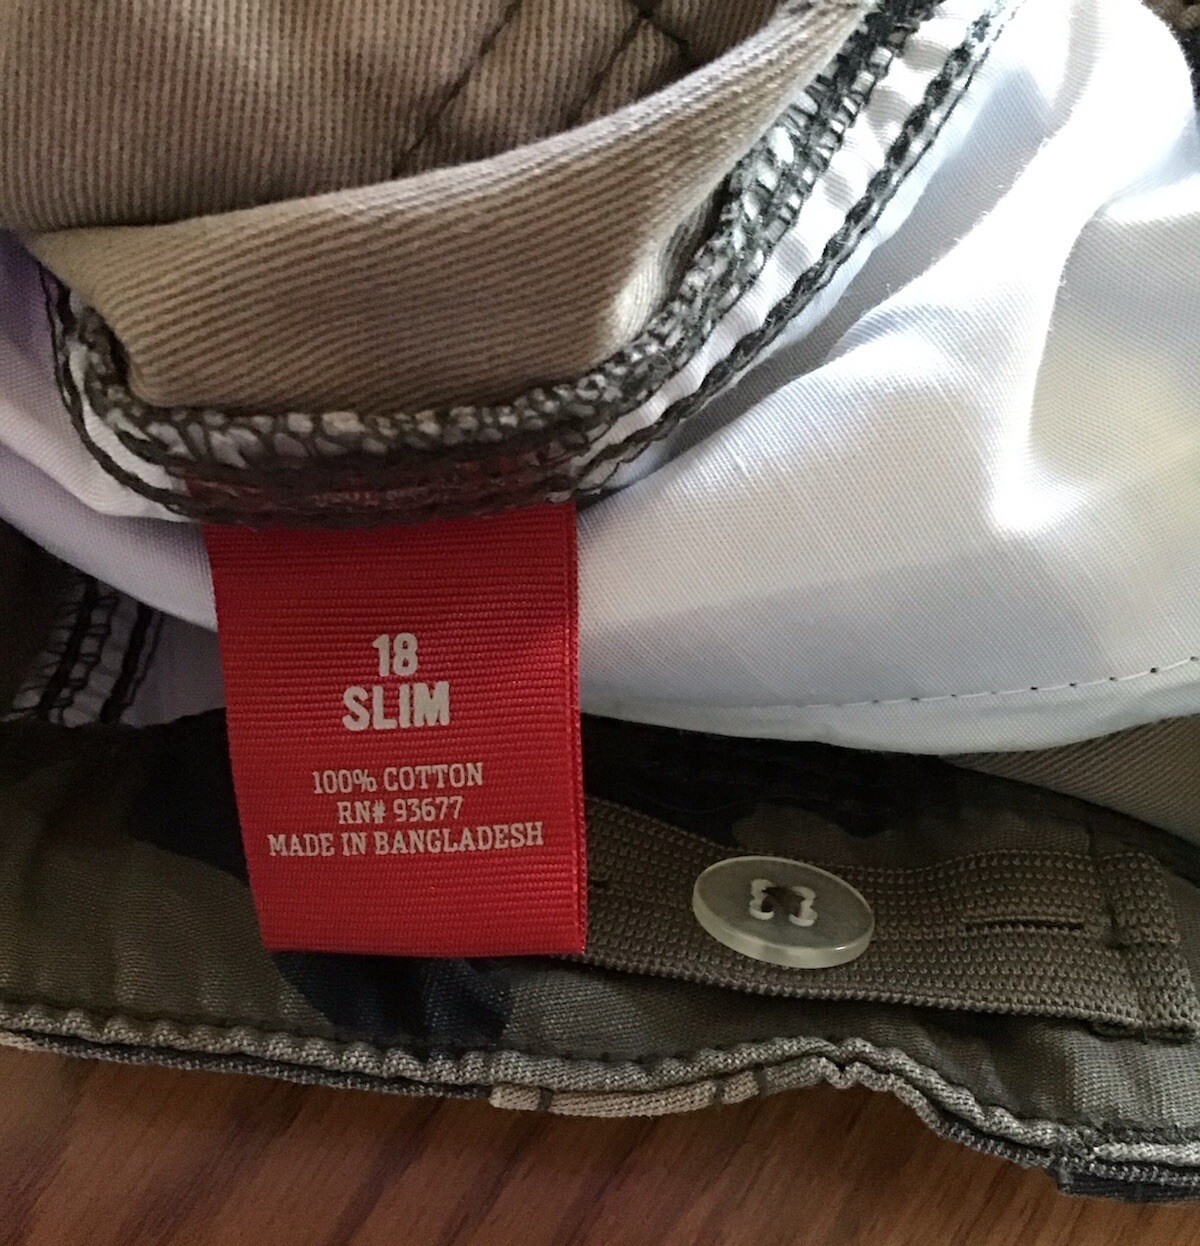 18
SLIM
100% COTTON
RN# 93677
MADE IN BANGLADESH